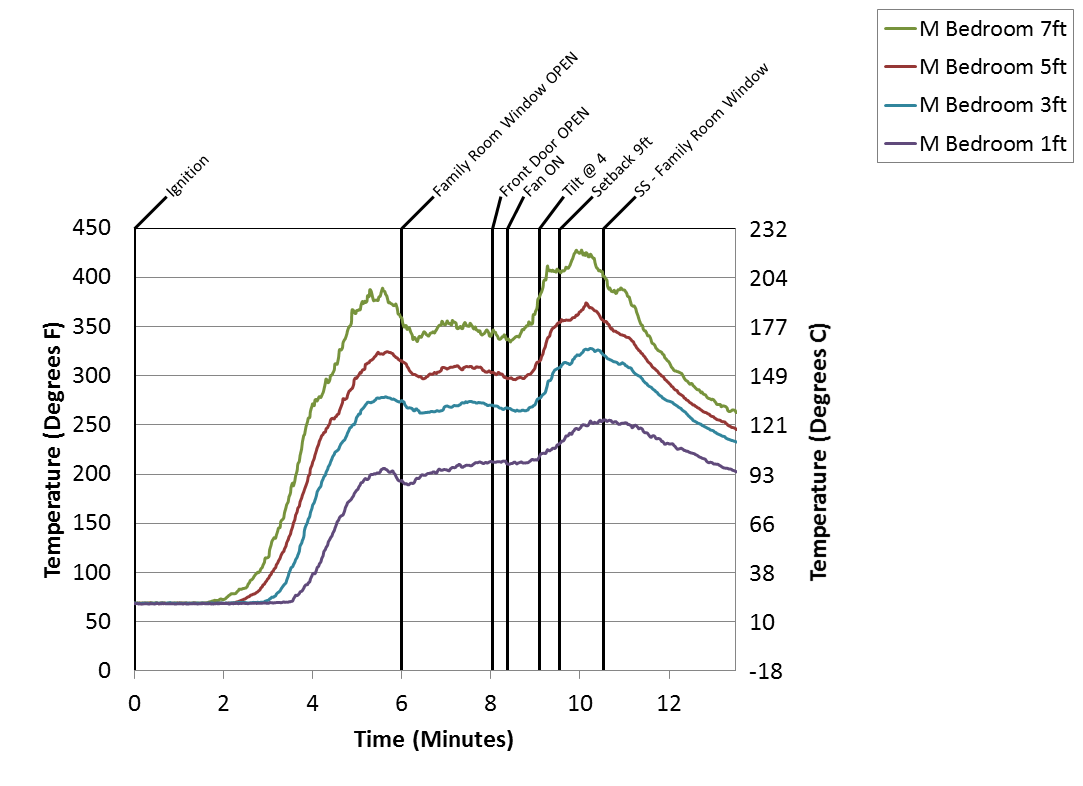 M Bedroom 7ft
M Bedroom 5ft
M Bedroom 3ft
M Bedroom 1ft
Ignition
Family Room Window OPEN
Front Door OPEN
Fan ON
Tilt @ 4
Setback 9ft
SS - Family Room Window
Temperature (Degrees F)
450
400
350
300
250
200
150
100
50
0
232
204
177
149
121
93
66
38
10
-18
Temperature (Degrees C)
0 2 4 6 8 10 12
Time (Minutes)